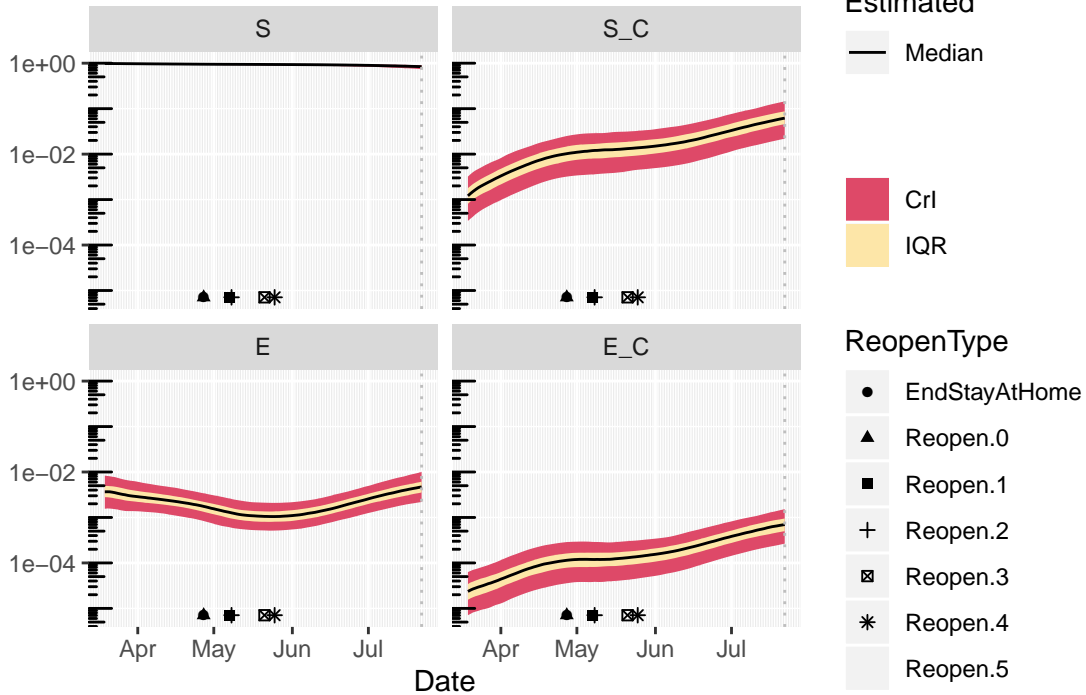 S
S_C
1e+00
1e−02
1e−04
E
E_C
1e+00
1e−02
1e−04
Apr
May
Jun
Jul
Apr
May
Jun
Jul
Date
Estimated
Median
CrI
IQR
ReopenType
EndStayAtHome
Reopen.0
Reopen.1
Reopen.2
Reopen.3
Reopen.4
Reopen.5